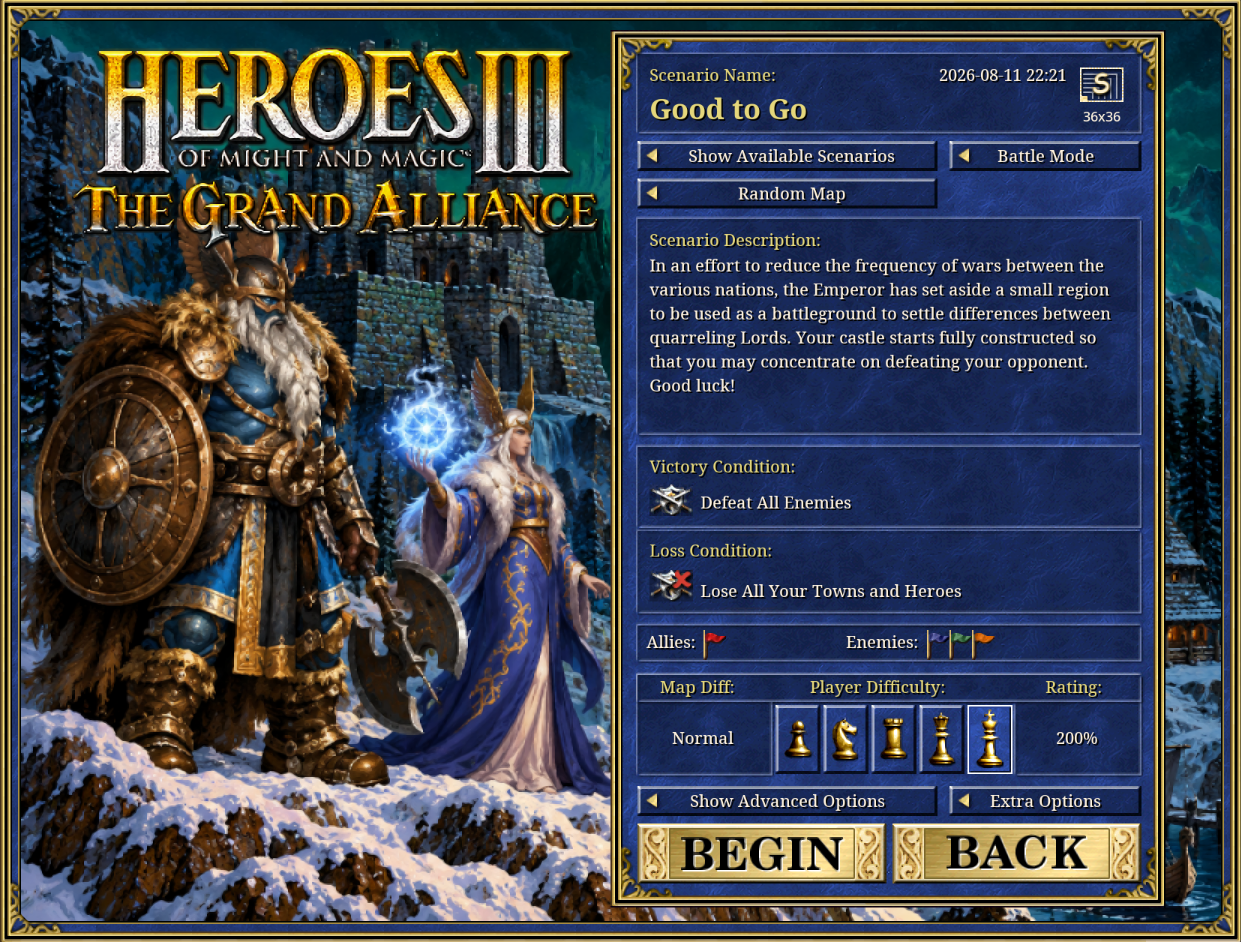 HEROES III
OF MIGHT AND MAGIC
THE GRAND ALLIANCE
Scenario Name:
2026-08-11 22:21
S
Good to Go
36x36
Show Available Scenarios
Battle Mode
Random Map
Scenario Description:
In an effort to reduce the frequency of wars between the
various nations, the Emperor has set aside a small region
to be used as a battleground to settle differences between
quarreling Lords. Your castle starts fully constructed so
that you may concentrate on defeating your opponent.
Good luck!
Victory Condition:
Defeat All Enemies
Loss Condition:
Lose All Your Towns and Heroes
Allies:
Enemies:
Map Diff:
Player Difficulty:
Rating:
Normal
200%
Show Advanced Options
Extra Options
BEGIN
BACK